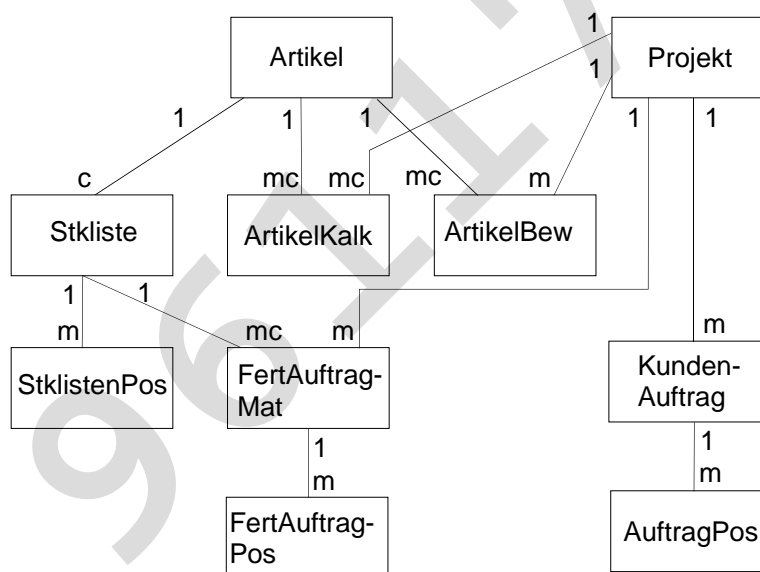 Artikel
Projekt
1
1
1 1 1 1 1
c mc mc mc m
Stkliste
ArtikelKalk
ArtikelBew
1 1
m mc m m
StklistenPos
FertAuftrag-
Mat
Kunden-
Auftrag
1 1
m m
FertAuftrag-
Pos
AuftragPos